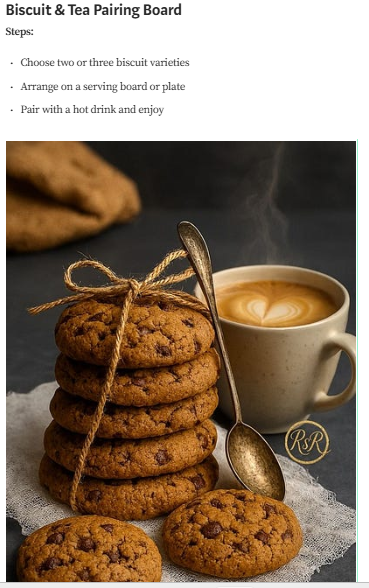 Biscuit & Tea Pairing Board
Steps:
· Choose two or three biscuit varieties
· Arrange on a serving board or plate
· Pair with a hot drink and enjoy
RsR